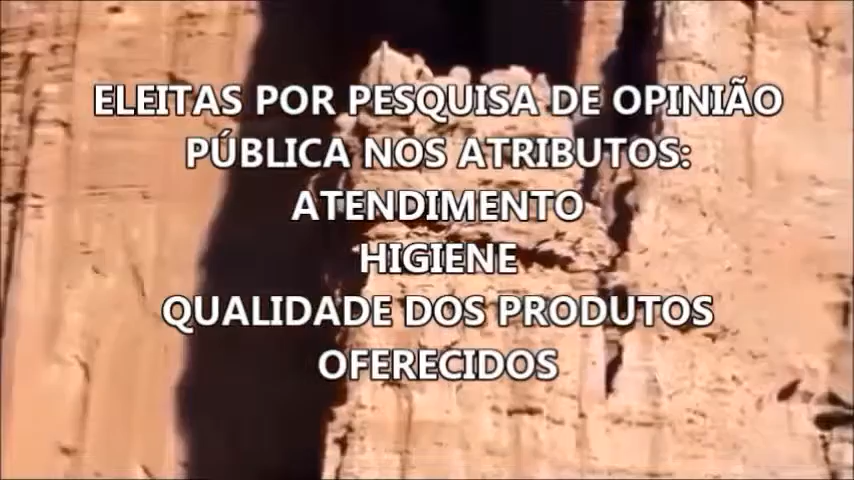 ELEITAS POR PESQUISA DE OPINIÃO
PÚBLICA NOS ATRIBUTOS:
ATENDIMENTO
HIGIENE
QUALIDADE DOS PRODUTOS
OFERECIDOS